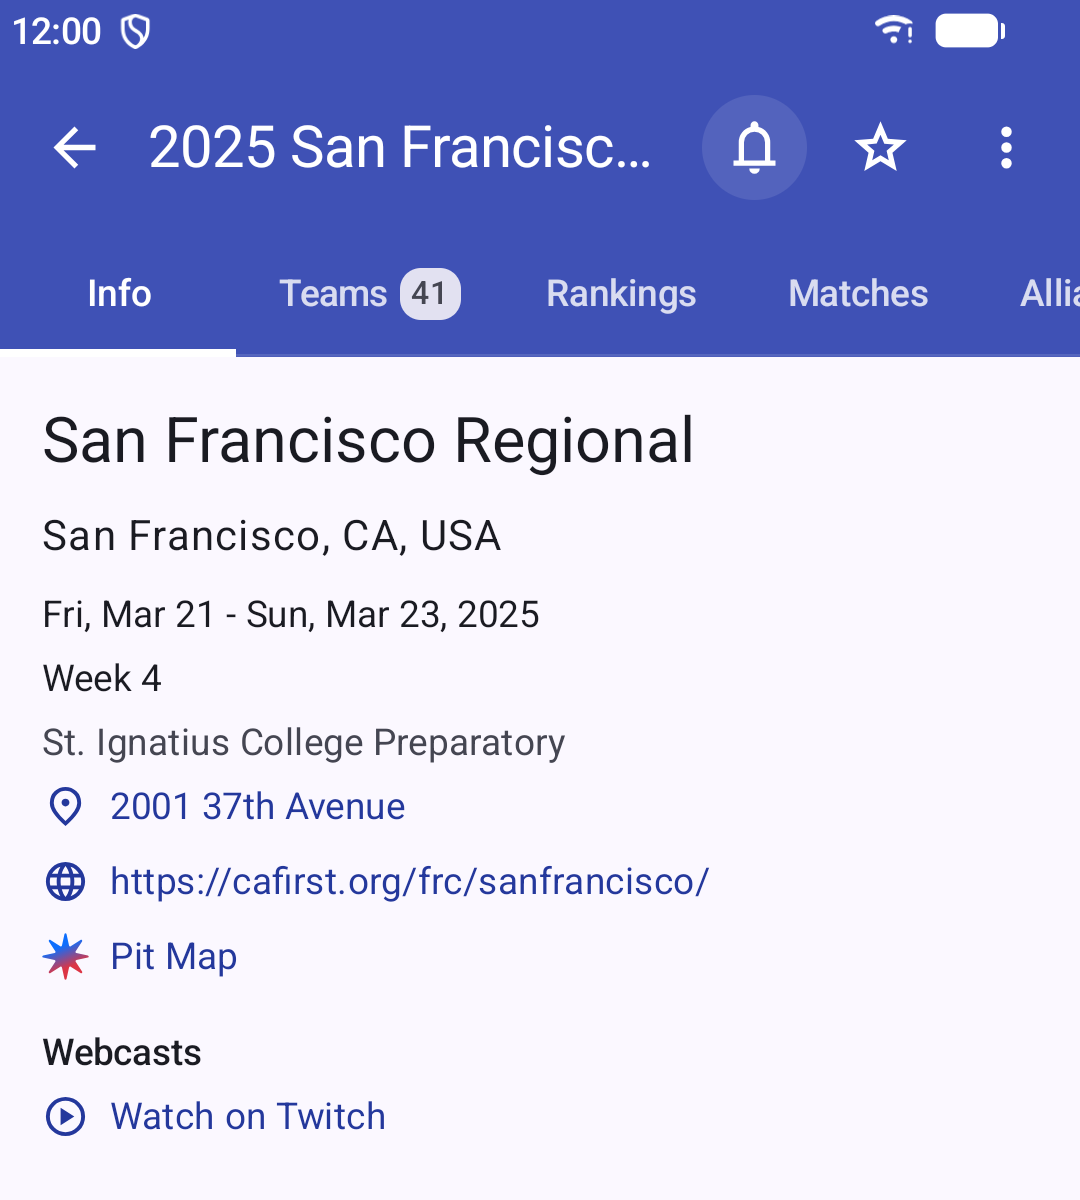 12:00
2025 San Francisc...
Info Teams 41 Rankings Matches Allia
San Francisco Regional
San Francisco, CA, USA
Fri, Mar 21 - Sun, Mar 23, 2025
Week 4
St. Ignatius College Preparatory
2001 37th Avenue
https://cafirst.org/frc/sanfrancisco/
Pit Map
Webcasts
Watch on Twitch